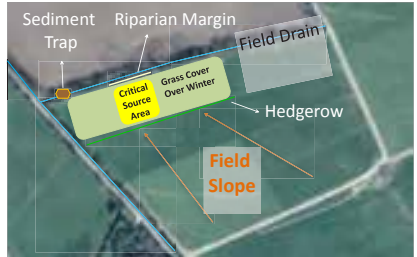 Sediment
Trap
Riparian Margin
Field Drain
Critical
Source
Area
Grass Cover
Over Winter
Hedgerow
Field
Slope